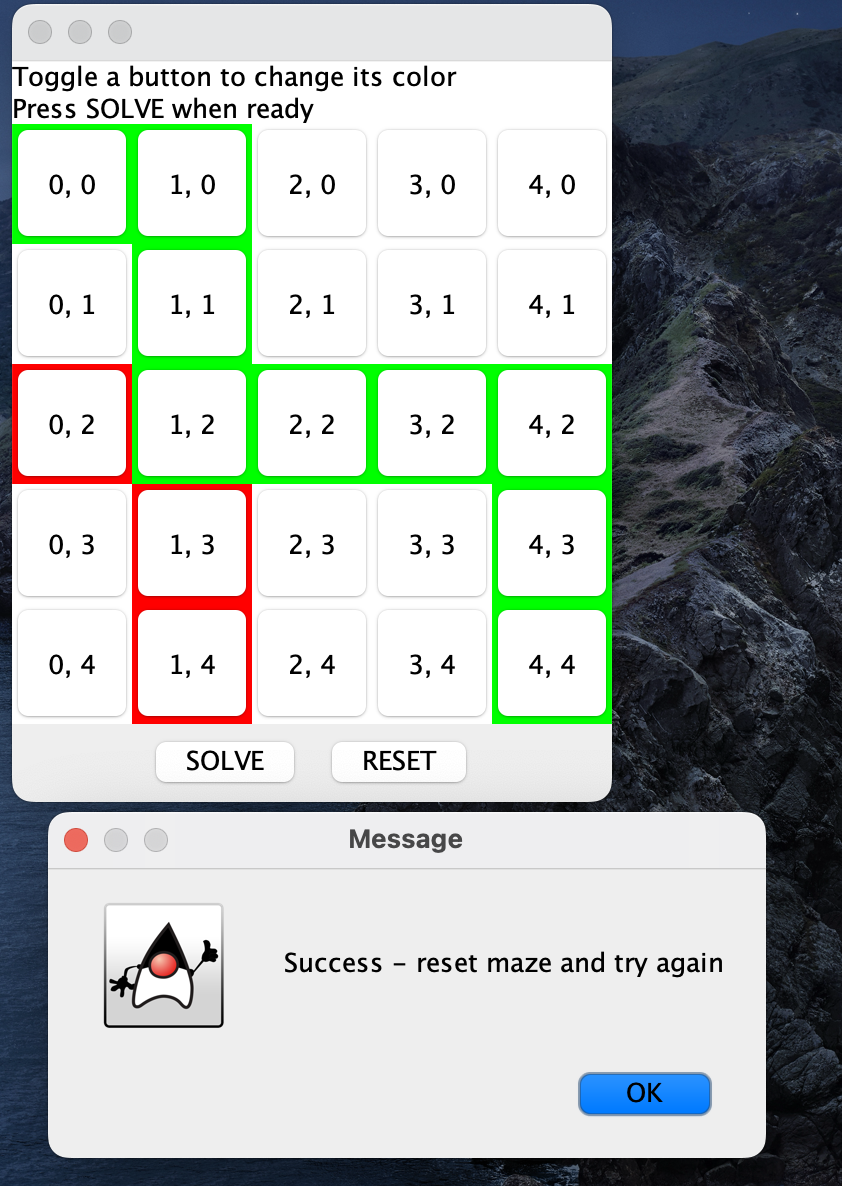 Toggle a button to change its color
Press SOLVE when ready
0, 0 1, 0 2, 0 3, 0 4, 0
0, 1 1, 1 2, 1 3, 1 4, 1
0, 2 1, 2 2, 2 3, 2 4, 2
0, 3 1, 3 2, 3 3, 3 4, 3
0, 4 1, 4 2, 4 3, 4 4, 4
SOLVE RESET
Message
Success – reset maze and try again
OK